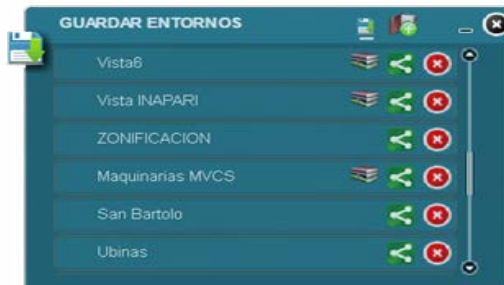 GUARDAR ENTORNOS
Vista6
Vista INAPARI
ZONIFICACION
Maquinarias MVCS
San Bartolo
Ubinas